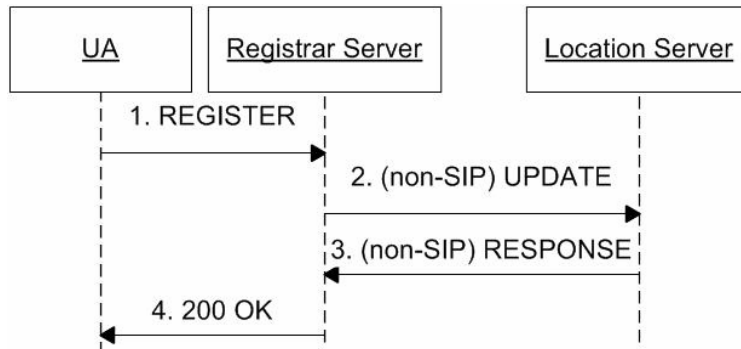 UA
Registrar Server
Location Server
1. REGISTER
2. (non-SIP) UPDATE
3. (non-SIP) RESPONSE
4. 200 OK